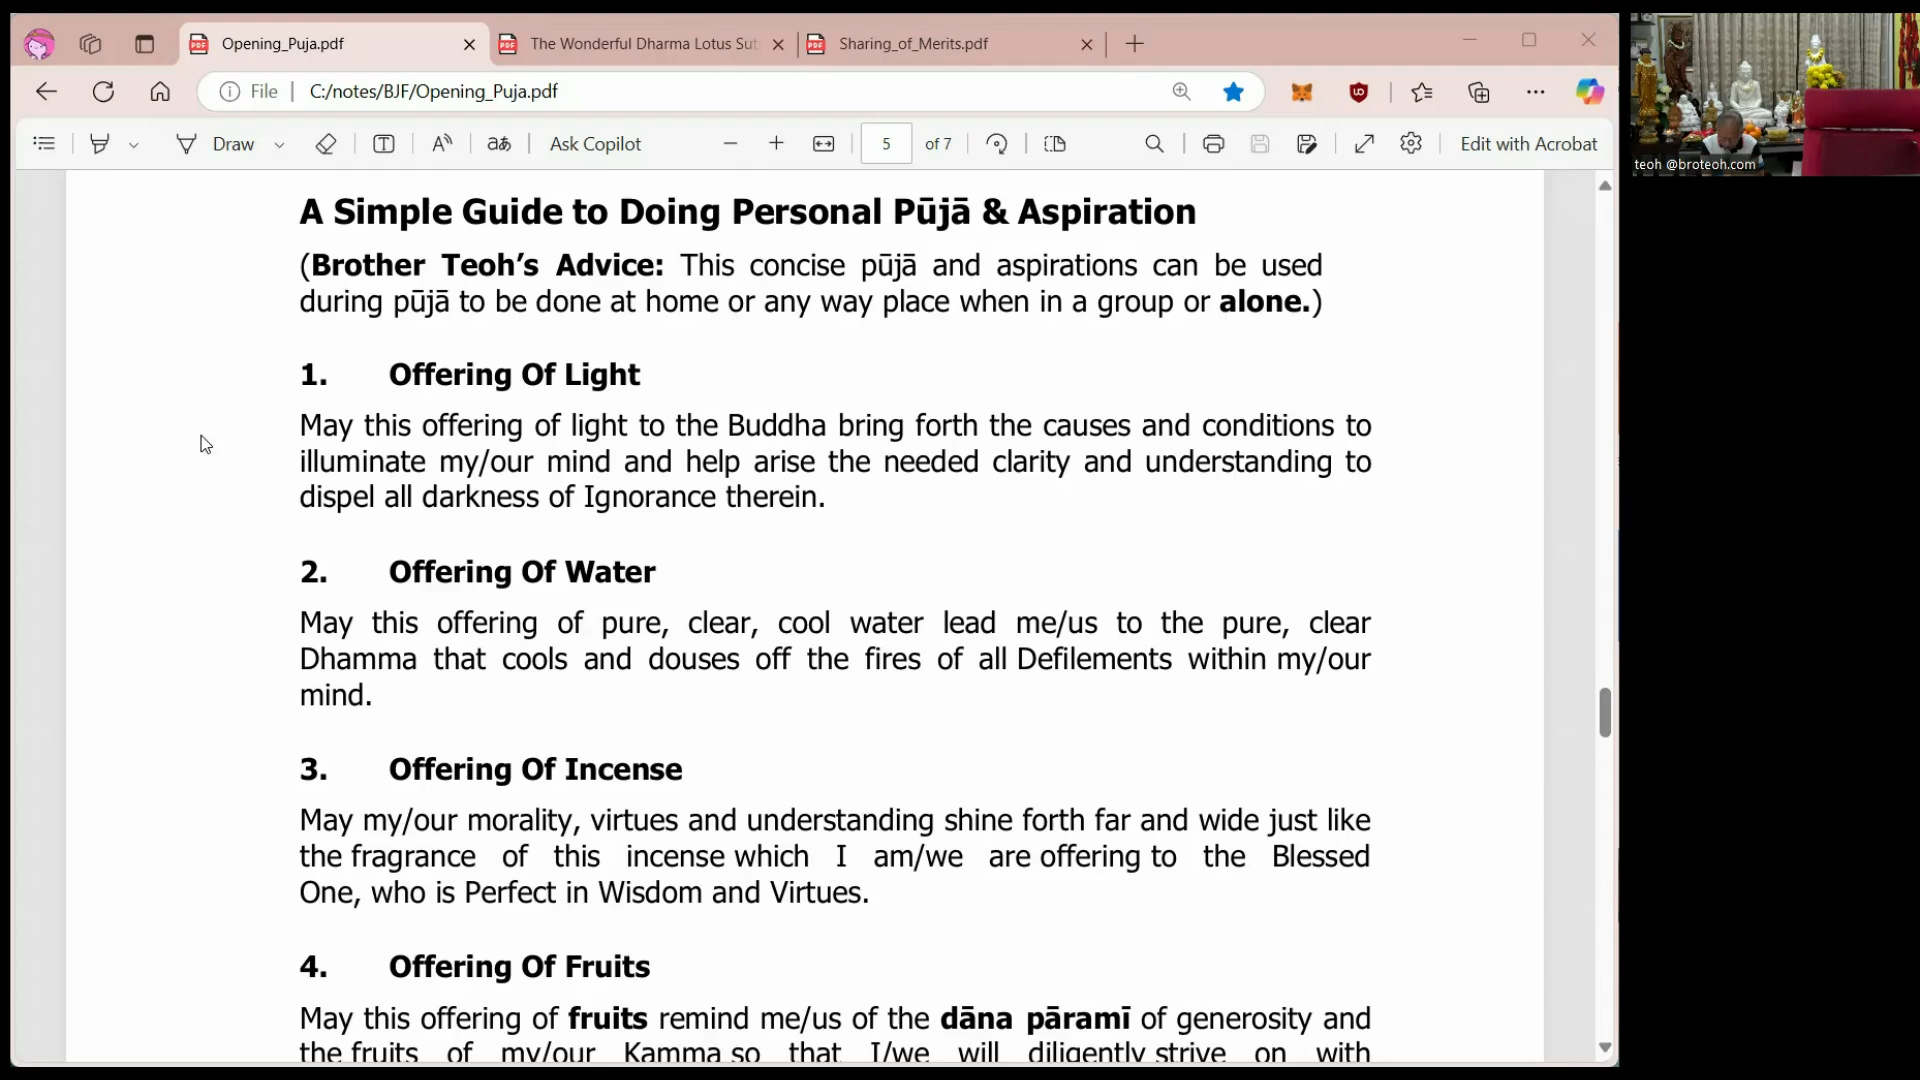 Opening_Puja.pdf
The Wonderful Dharma Lotus Sut
Sharing_of_Merits.pdf
File
C:/notes/BJF/Opening_Puja.pdf
Draw
Ask Copilot
5
of 7
Edit with Acrobat
teoh @broteoh.com
A Simple Guide to Doing Personal Pūjā & Aspiration
(Brother Teoh’s Advice: This concise pūjā and aspirations can be used
during pūjā to be done at home or any way place when in a group or alone.)
1. Offering Of Light
May this offering of light to the Buddha bring forth the causes and conditions to
illuminate my/our mind and help arise the needed clarity and understanding to
dispel all darkness of Ignorance therein.
2. Offering Of Water
May this offering of pure, clear, cool water lead me/us to the pure, clear
Dhamma that cools and douses off the fires of all Defilements within my/our
mind.
3. Offering Of Incense
May my/our morality, virtues and understanding shine forth far and wide just like
the fragrance of this incense which I am/we are offering to the Blessed
One, who is Perfect in Wisdom and Virtues.
4. Offering Of Fruits
May this offering of fruits remind me/us of the dāna pāramī of generosity and
the fruits of my/our Kamma so that I/we will diligently strive on with